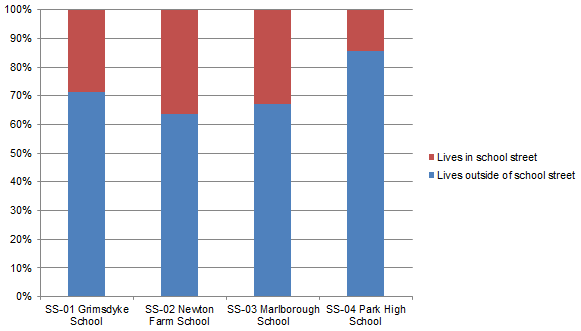 100%
90%
80%
70%
60%
50%
40%
30%
20%
10%
0%
SS-01 Grimsdyke
School
SS-02 Newton
Farm School
SS-03 Marlborough
School
SS-04 Park High
School
Lives in school street
Lives outside of school street